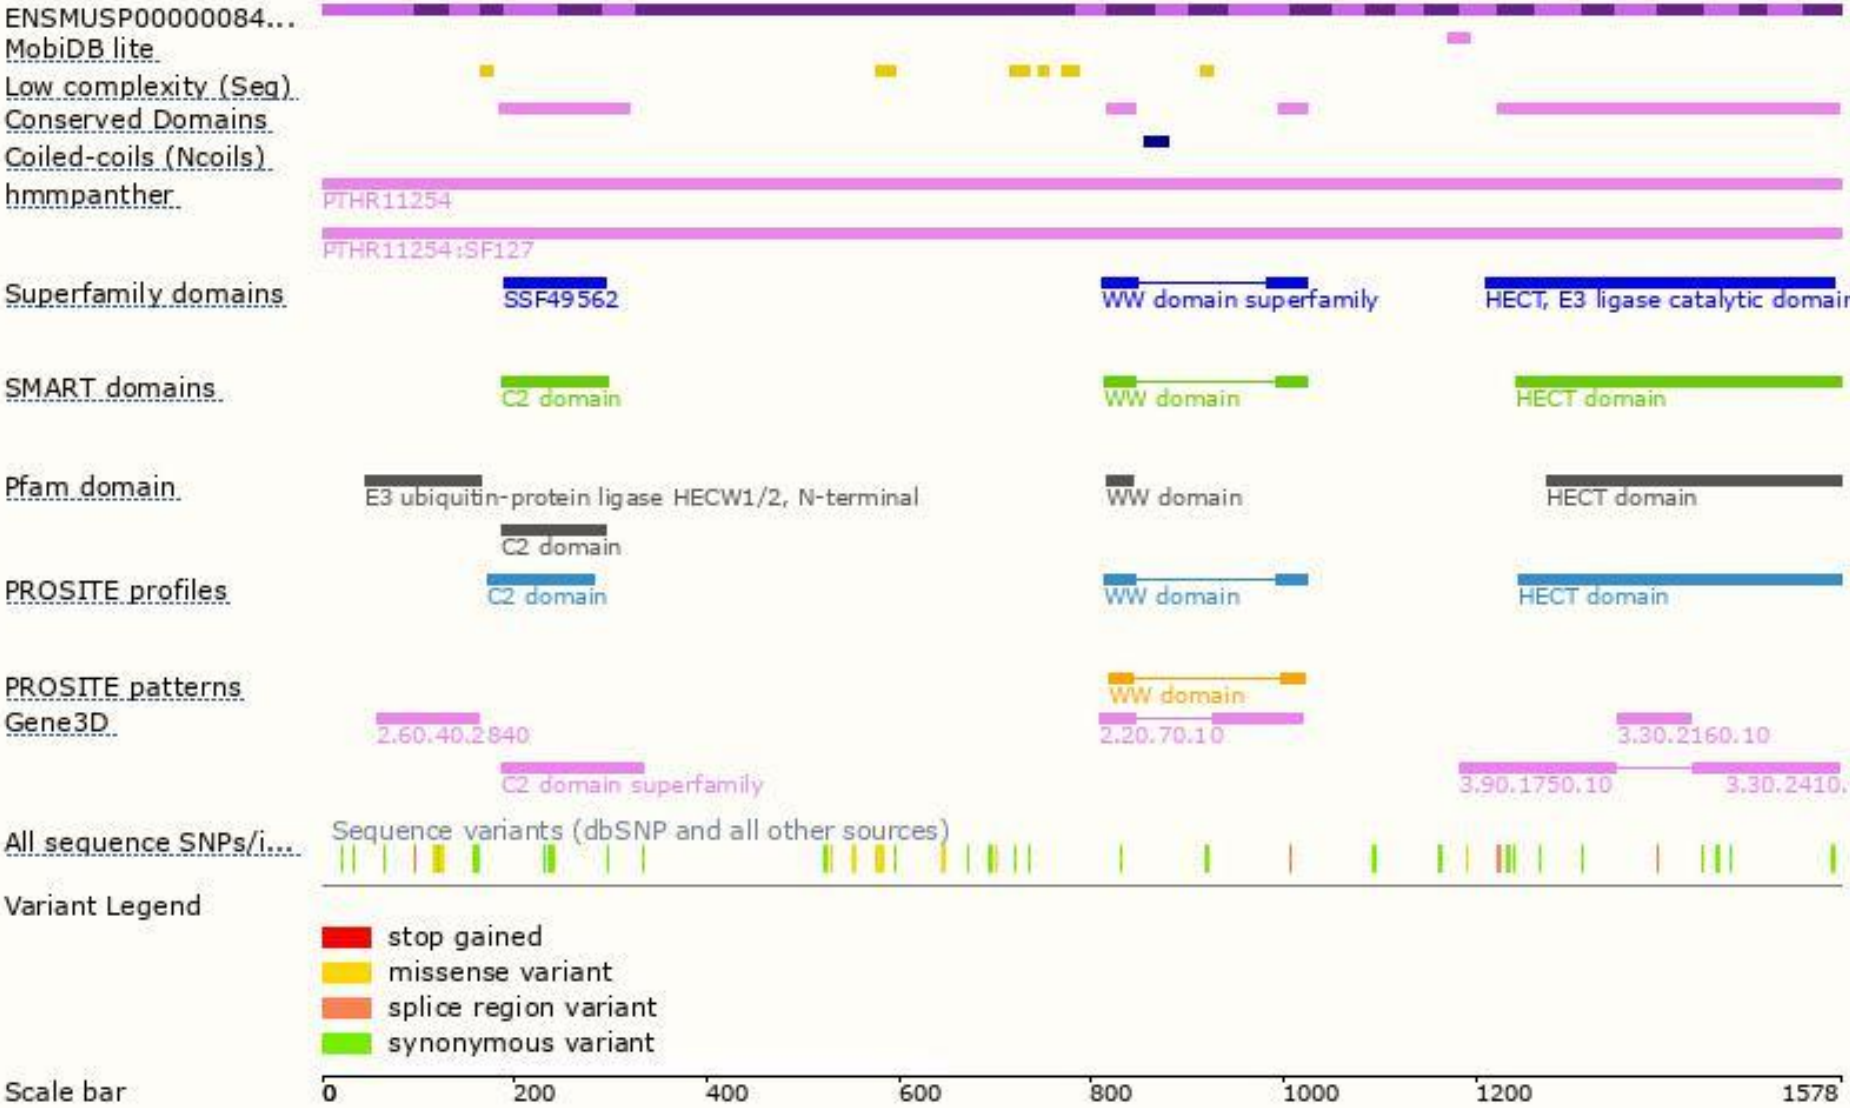 ENSMUSP00000084...
MobiDB lite
Low complexity (Seg)
Conserved Domains
Coiled-coils (Ncoils)
hmmpanther
PTHR11254
PTHR11254:SF127
Superfamily domains
SSF49562 WW domain superfamily HECT, E3 ligase catalytic domain
SMART domains
C2 domain WW domain HECT domain
Pfam domain
E3 ubiquitin-protein ligase HECW1/2, N-terminal WW domain HECT domain
C2 domain
PROSITE profiles
C2 domain WW domain HECT domain
PROSITE patterns
WW domain
Gene3D
2.60.40.2840 2.20.70.10 3.30.2160.10
C2 domain superfamily 3.90.1750.10 3.30.2410.
Sequence variants (dbSNP and all other sources)
All sequence SNPs/i...
Variant Legend
stop gained
missense variant
splice region variant
synonymous variant
Scale bar 0 200 400 600 800 1000 1200 1578